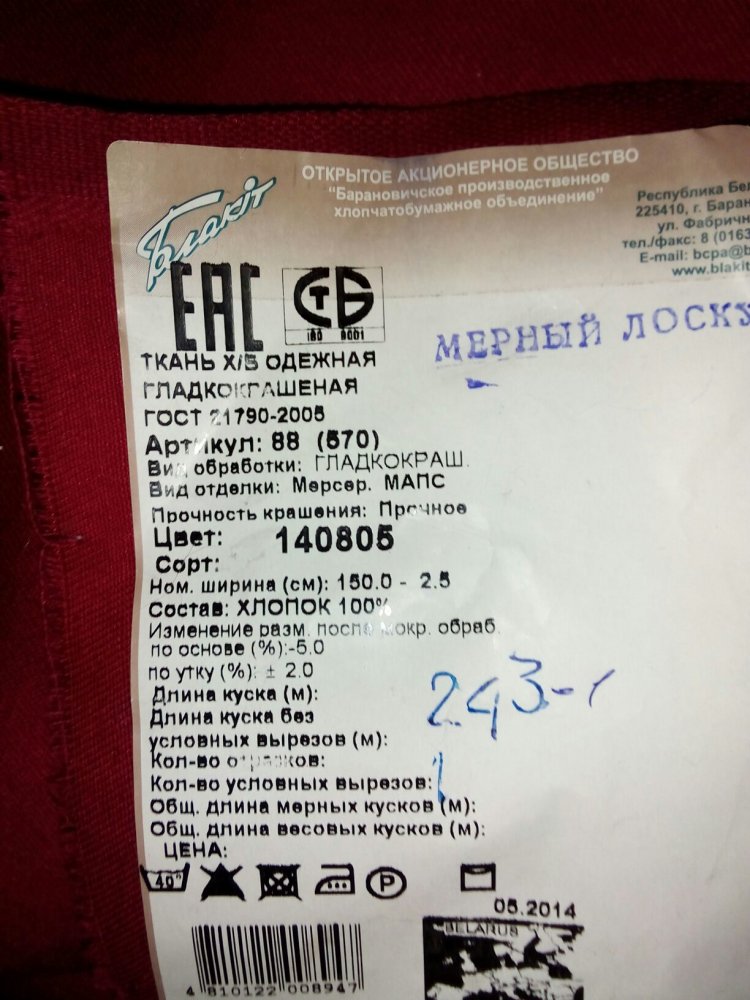 Блакiт
ОТКРЫТОЕ АКЦИОНЕРНОЕ ОБЩЕСТВО
"Барановичское производственное
хлопчатобумажное объединение"
Республика Бел
225410, г. Баран
ул. Фабричн
тел./факс: 8 (0163
E-mail: bcpa@b
www.blakit
ЕАС
СТБ
ISO 9001
МЕРНЫЙ ЛОСКУ
ТКАНЬ Х/Б ОДЕЖНАЯ
ГЛАДКОКРАШЕНАЯ
ГОСТ 21790-2005
Артикул: 88 (570)
Вид обработки: ГЛАДКОКРАШ.
Вид отделки: Мерсер. МАПС
Прочность крашения: Прочное
Цвет: 140805
Сорт:
Ном. ширина (см): 150.0 - 2.5
Состав: ХЛОПОК 100%
Изменение разм. после мокр. обраб.
по основе (%):-5.0
по утку (%): ± 2.0
Длина куска (м):
243-1
Длина куска без
условных вырезов (м):
Кол-во отрезков:
Кол-во условных вырезов: 1
Общ. длина мерных кусков (м):
Общ. длина весовых кусков (м):
ЦЕНА:
40° P
05.2014
BELARUS
4 810122 008947